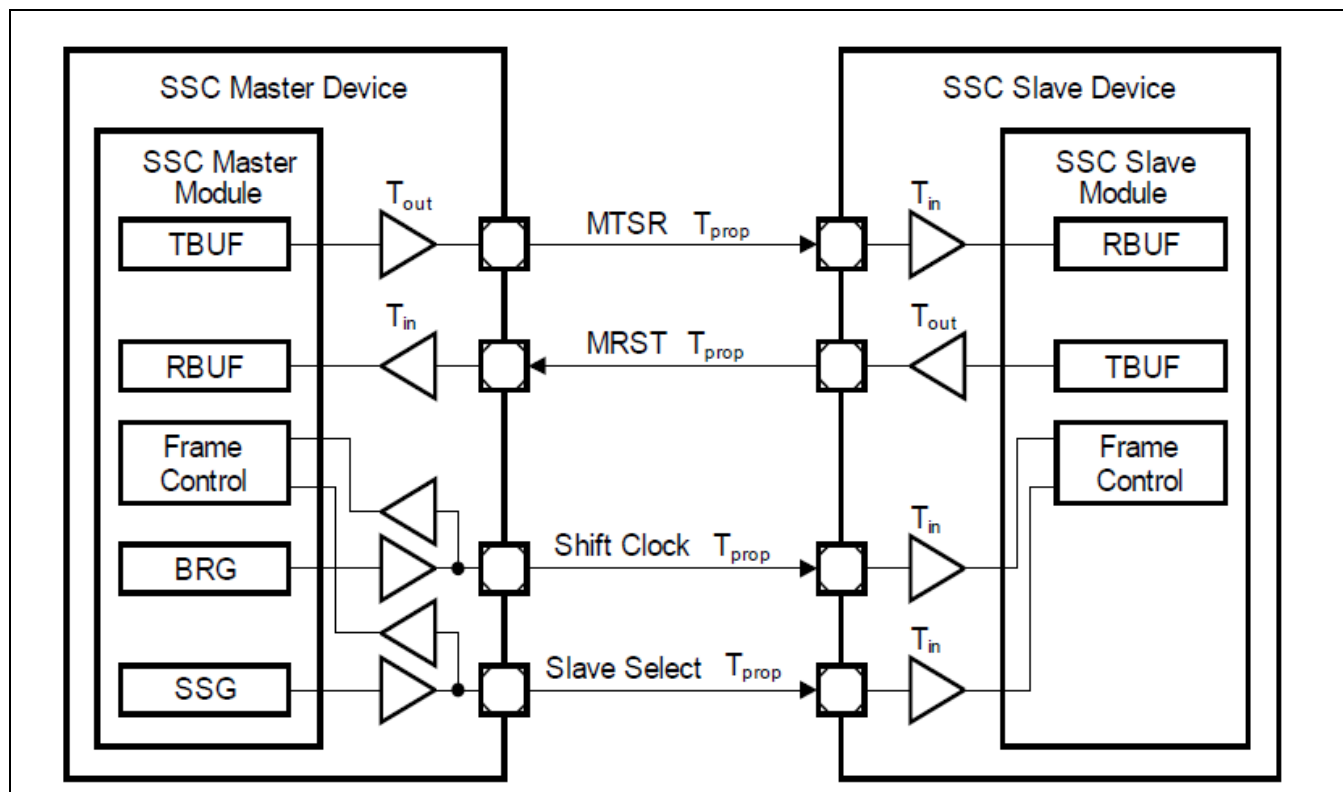 SSC Master Device
SSC Slave Device
SSC Master
Module
SSC Slave
Module
Tout
TBUF
MTSR Tprop
Tin
RBUF
Tin
RBUF
MRST Tprop
Tout
TBUF
Frame
Control
Frame
Control
BRG
Shift Clock Tprop
Tin
SSG
Slave Select Tprop
Tin